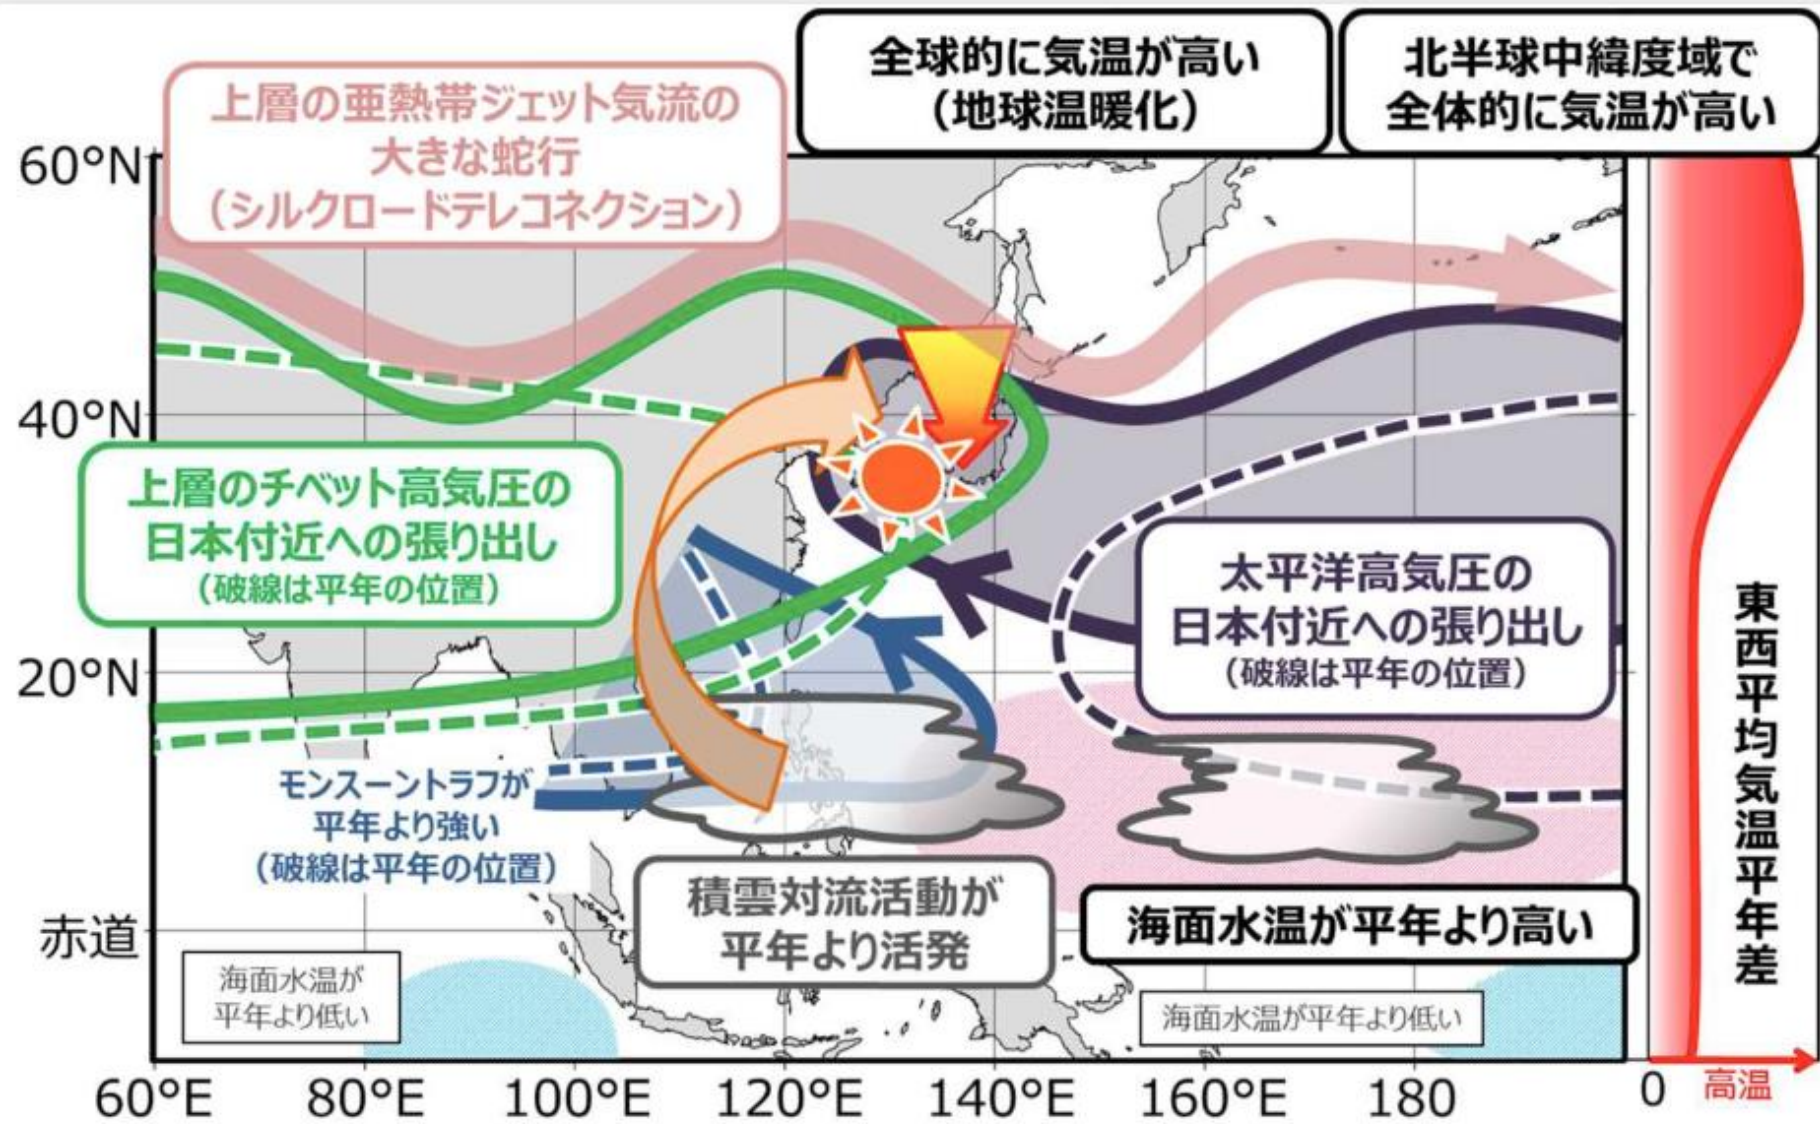 全球的に気温が高い
（地球温暖化）
北半球中緯度域で
全体的に気温が高い
上層の亜熱帯ジェット気流の
大きな蛇行
（シルクロードテレコネクション）
60°N
40°N
上層のチベット高気圧の
日本付近への張り出し
（破線は平年の位置）
太平洋高気圧の
日本付近への張り出し
（破線は平年の位置）
東西平均気温平年差
20°N
モンスーントラフが
平年より強い
（破線は平年の位置）
積雲対流活動が
平年より活発
海面水温が平年より高い
赤道
海面水温が
平年より低い
海面水温が平年より低い
60°E
80°E
100°E
120°E
140°E
160°E
180
0
高温